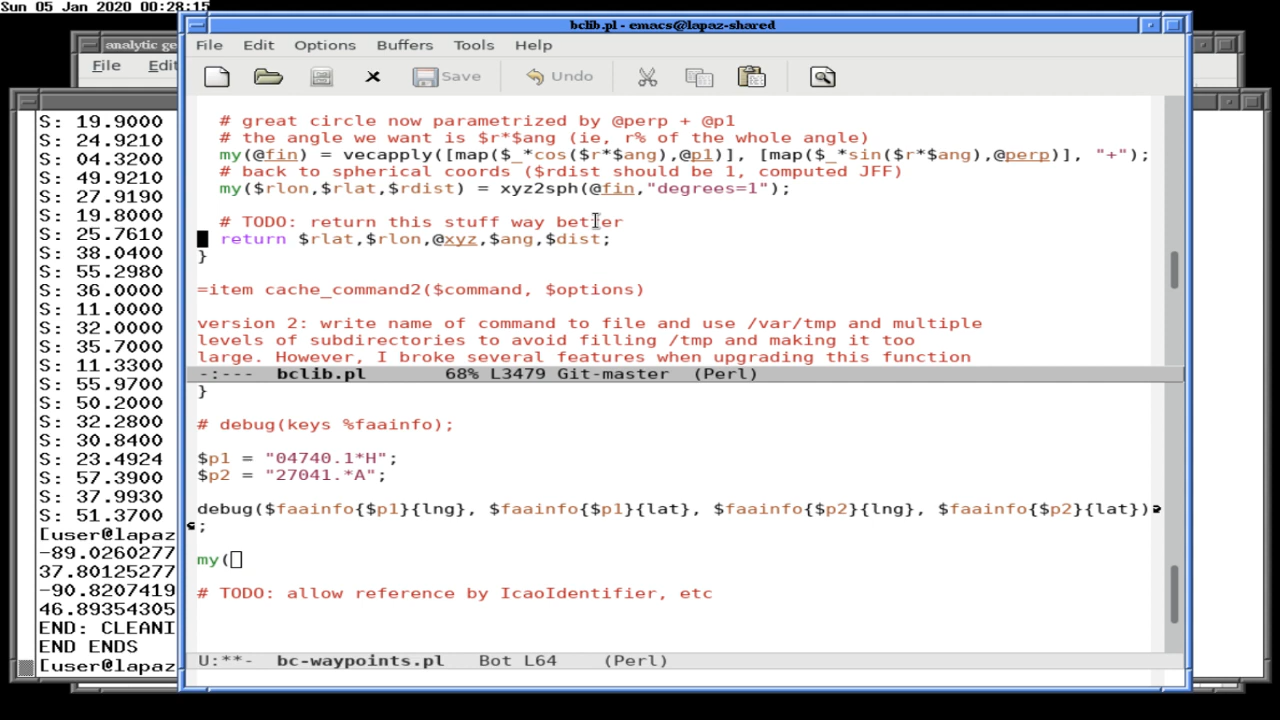 Sun 05 Jan 2020 00:28:15
bclib.pl - emacs@lapaz-shared
analytic ge
File Edit Options Buffers Tools Help
File Edit
Save Undo
# great circle now parametrized by @perp + @p1
# the angle we want is $r*$ang (ie, r% of the whole angle)
my(@fin) = vecapply([map($_*cos($r*$ang),@p1)], [map($_*sin($r*$ang),@perp)], "+");
# back to spherical coords ($rdist should be 1, computed JFF)
my($rlon,$rlat,$rdist) = xyz2sph(@fin,"degrees=1");
# TODO: return this stuff way better
return $rlat,$rlon,@xyz,$ang,$dist;
}
=item cache_command2($command, $options)
version 2: write name of command to file and use /var/tmp and multiple
levels of subdirectories to avoid filling /tmp and making it too
large. However, I broke several features when upgrading this function
-:--- bclib.pl 68% L3479 Git-master (Perl)
}
# debug(keys %faainfo);
$p1 = "04740.1*H";
$p2 = "27041.*A";
debug($faainfo{$p1}{lng}, $faainfo{$p1}{lat}, $faainfo{$p2}{lng}, $faainfo{$p2}{lat})
;
my(
# TODO: allow reference by IcaoIdentifier, etc
U:**- bc-waypoints.pl Bot L64 (Perl)
S: 19.9000
S: 24.9210
S: 04.3200
S: 49.9210
S: 27.9190
S: 19.8000
S: 25.7610
S: 38.0400
S: 55.2980
S: 36.0000
S: 11.0000
S: 32.0000
S: 35.7000
S: 11.3300
S: 55.9700
S: 50.2000
S: 32.2800
S: 30.8400
S: 23.4924
S: 57.3900
S: 37.9930
S: 51.3700
[user@lapaz
-89.0260277
37.80125277
-90.8207419
46.89354305
END: CLEANI
END ENDS
[user@lapaz